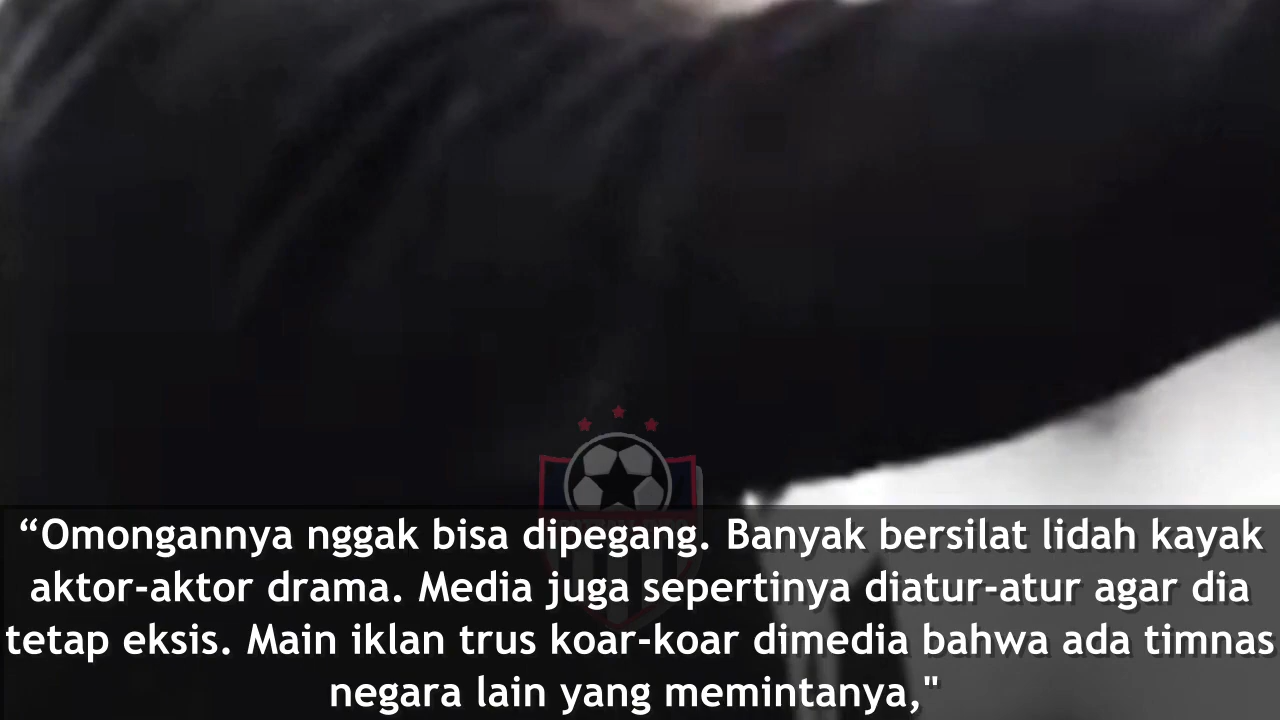 “Omongannya nggak bisa dipegang. Banyak bersilat lidah kayak
aktor-aktor drama. Media juga sepertinya diatur-atur agar dia
tetap eksis. Main iklan trus koar-koar dimedia bahwa ada timnas
negara lain yang memintanya,"